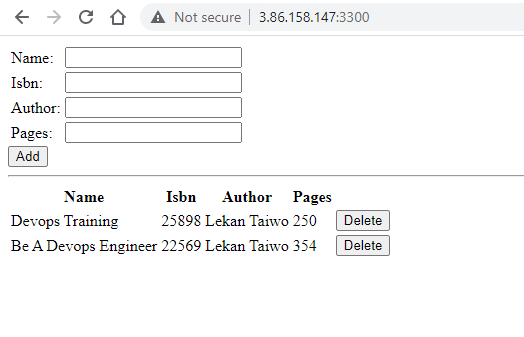 Not secure | 3.86.158.147:3300
Name:
Isbn:
Author:
Pages:
Add
Name Isbn Author Pages
Devops Training 25898 Lekan Taiwo 250 Delete
Be A Devops Engineer 22569 Lekan Taiwo 354 Delete